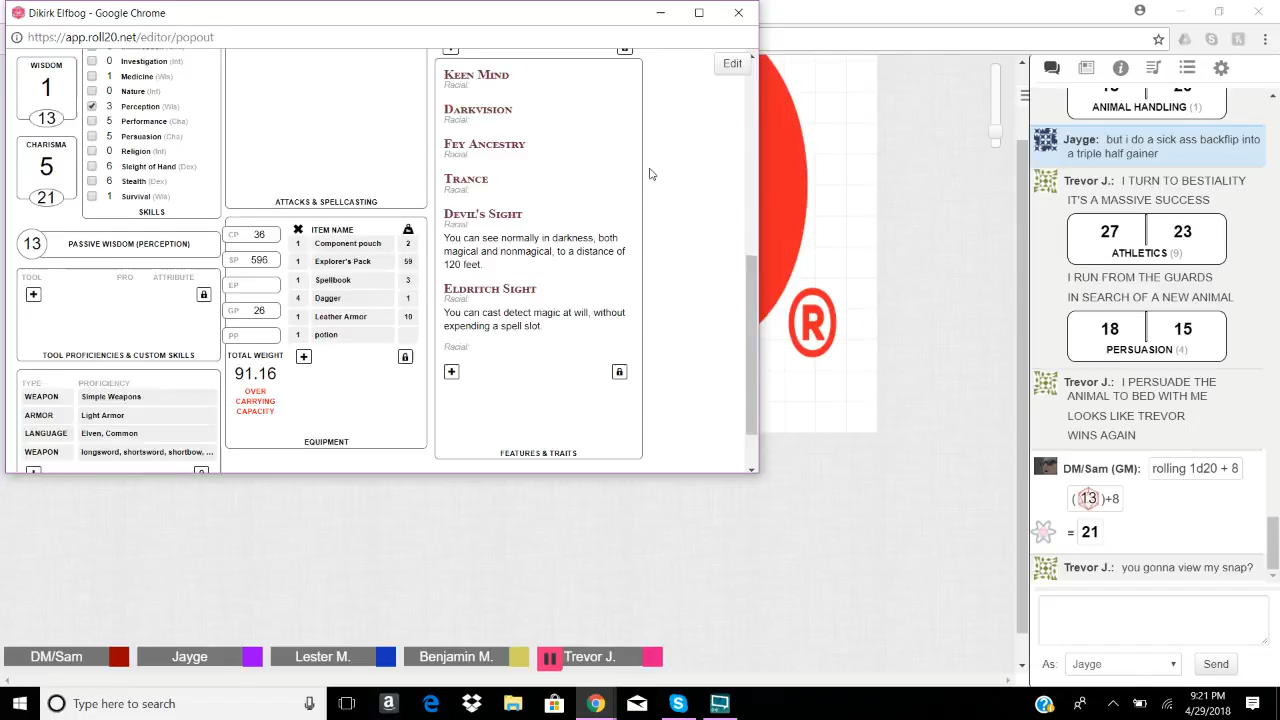 Dikirk Elfbog - Google Chrome
https://app.roll20.net/editor/popout
Edit
WISDOM
1
13
CHARISMA
5
21
0 Investigation (Int)
1 Medicine (Wis)
0 Nature (Int)
3 Perception (Wis)
5 Performance (Cha)
5 Persuasion (Cha)
0 Religion (Int)
6 Sleight of Hand (Dex)
6 Stealth (Dex)
1 Survival (Wis)
SKILLS
13 PASSIVE WISDOM (PERCEPTION)
TOOL PRO ATTRIBUTE
TOOL PROFICIENCIES & CUSTOM SKILLS
TYPE PROFICIENCY
WEAPON Simple Weapons
ARMOR Light Armor
LANGUAGE Elven, Common
WEAPON longsword, shortsword, shortbow, ...
ATTACKS & SPELLCASTING
CP 36
SP 596
EP
GP 26
PP
TOTAL WEIGHT
91.16
OVER
CARRYING
CAPACITY
ITEM NAME
1 Component pouch 2
1 Explorer's Pack 59
1 Spellbook 3
4 Dagger 1
1 Leather Armor 10
1 potion
EQUIPMENT
KEEN MIND
Racial:
DARKVISION
Racial:
FEY ANCESTRY
Racial:
TRANCE
Racial:
DEVIL'S SIGHT
Racial:
You can see normally in darkness, both
magical and nonmagical, to a distance of
120 feet.
ELDRITCH SIGHT
Racial:
You can cast detect magic at will, without
expending a spell slot.
Racial:
FEATURES & TRAITS
®
ANIMAL HANDLING (1)
Jayge: but i do a sick ass backflip into
a triple half gainer
Trevor J.: I TURN TO BESTIALITY
IT'S A MASSIVE SUCCESS
27 23
ATHLETICS (9)
I RUN FROM THE GUARDS
IN SEARCH OF A NEW ANIMAL
18 15
PERSUASION (4)
Trevor J.: I PERSUADE THE
ANIMAL TO BED WITH ME
LOOKS LIKE TREVOR
WINS AGAIN
DM/Sam (GM): rolling 1d20 + 8
(13)+8
= 21
Trevor J.: you gonna view my snap?
As: Jayge Send
DM/Sam Jayge Lester M. Benjamin M. Trevor J.
Type here to search
9:21 PM
4/29/2018